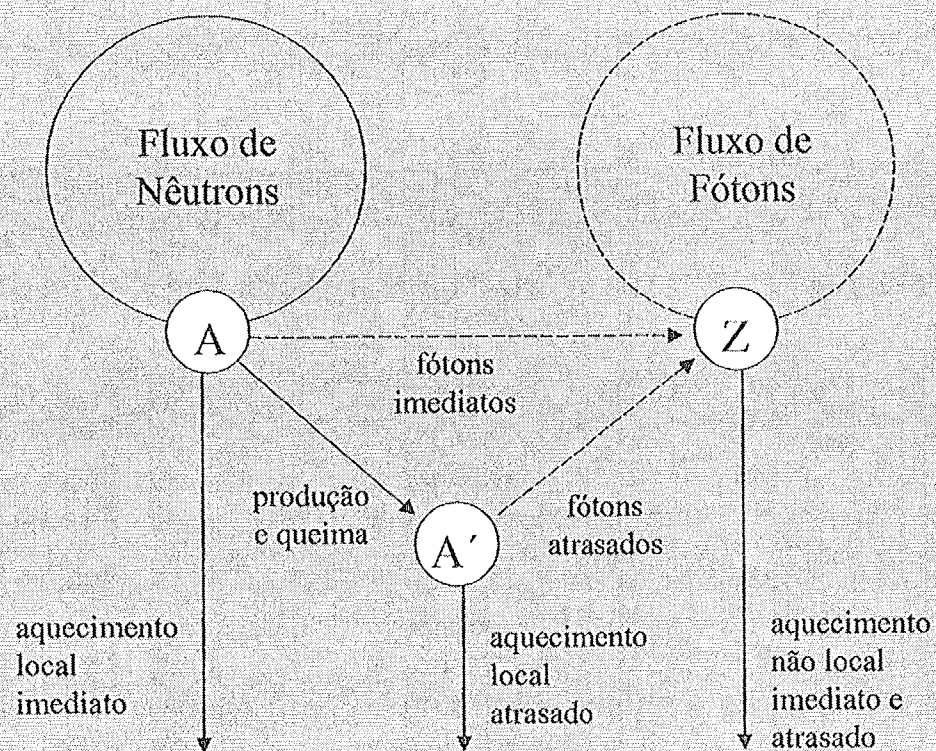 Fluxo de
Nêutrons
Fluxo de
Fótons
A
Z
fótons
imediatos
produção
e queima
fótons
atrasados
A´
aquecimento
local
imediato
aquecimento
local
atrasado
aquecimento
não local
imediato e
atrasado